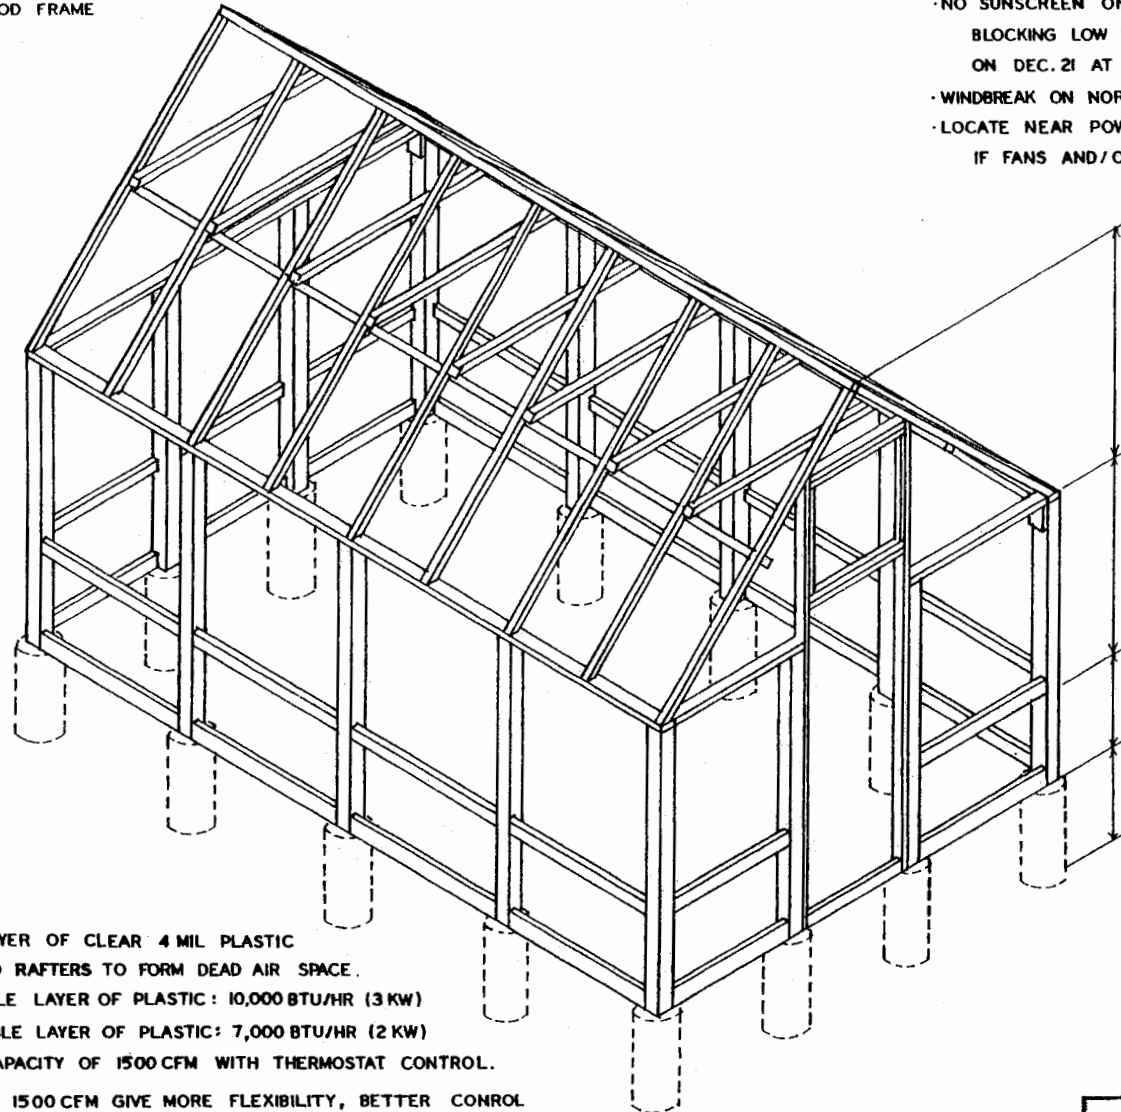 OD FRAME
·NO SUNSCREEN ON
BLOCKING LOW
ON DEC. 21 AT
·WINDBREAK ON NOR
·LOCATE NEAR POW
IF FANS AND/O
YER OF CLEAR 4 MIL PLASTIC
O RAFTERS TO FORM DEAD AIR SPACE.
LE LAYER OF PLASTIC: 10,000 BTU/HR (3 KW)
BLE LAYER OF PLASTIC: 7,000 BTU/HR (2 KW)
APACITY OF 1500 CFM WITH THERMOSTAT CONTROL.
1500 CFM GIVE MORE FLEXIBILITY, BETTER CONROL